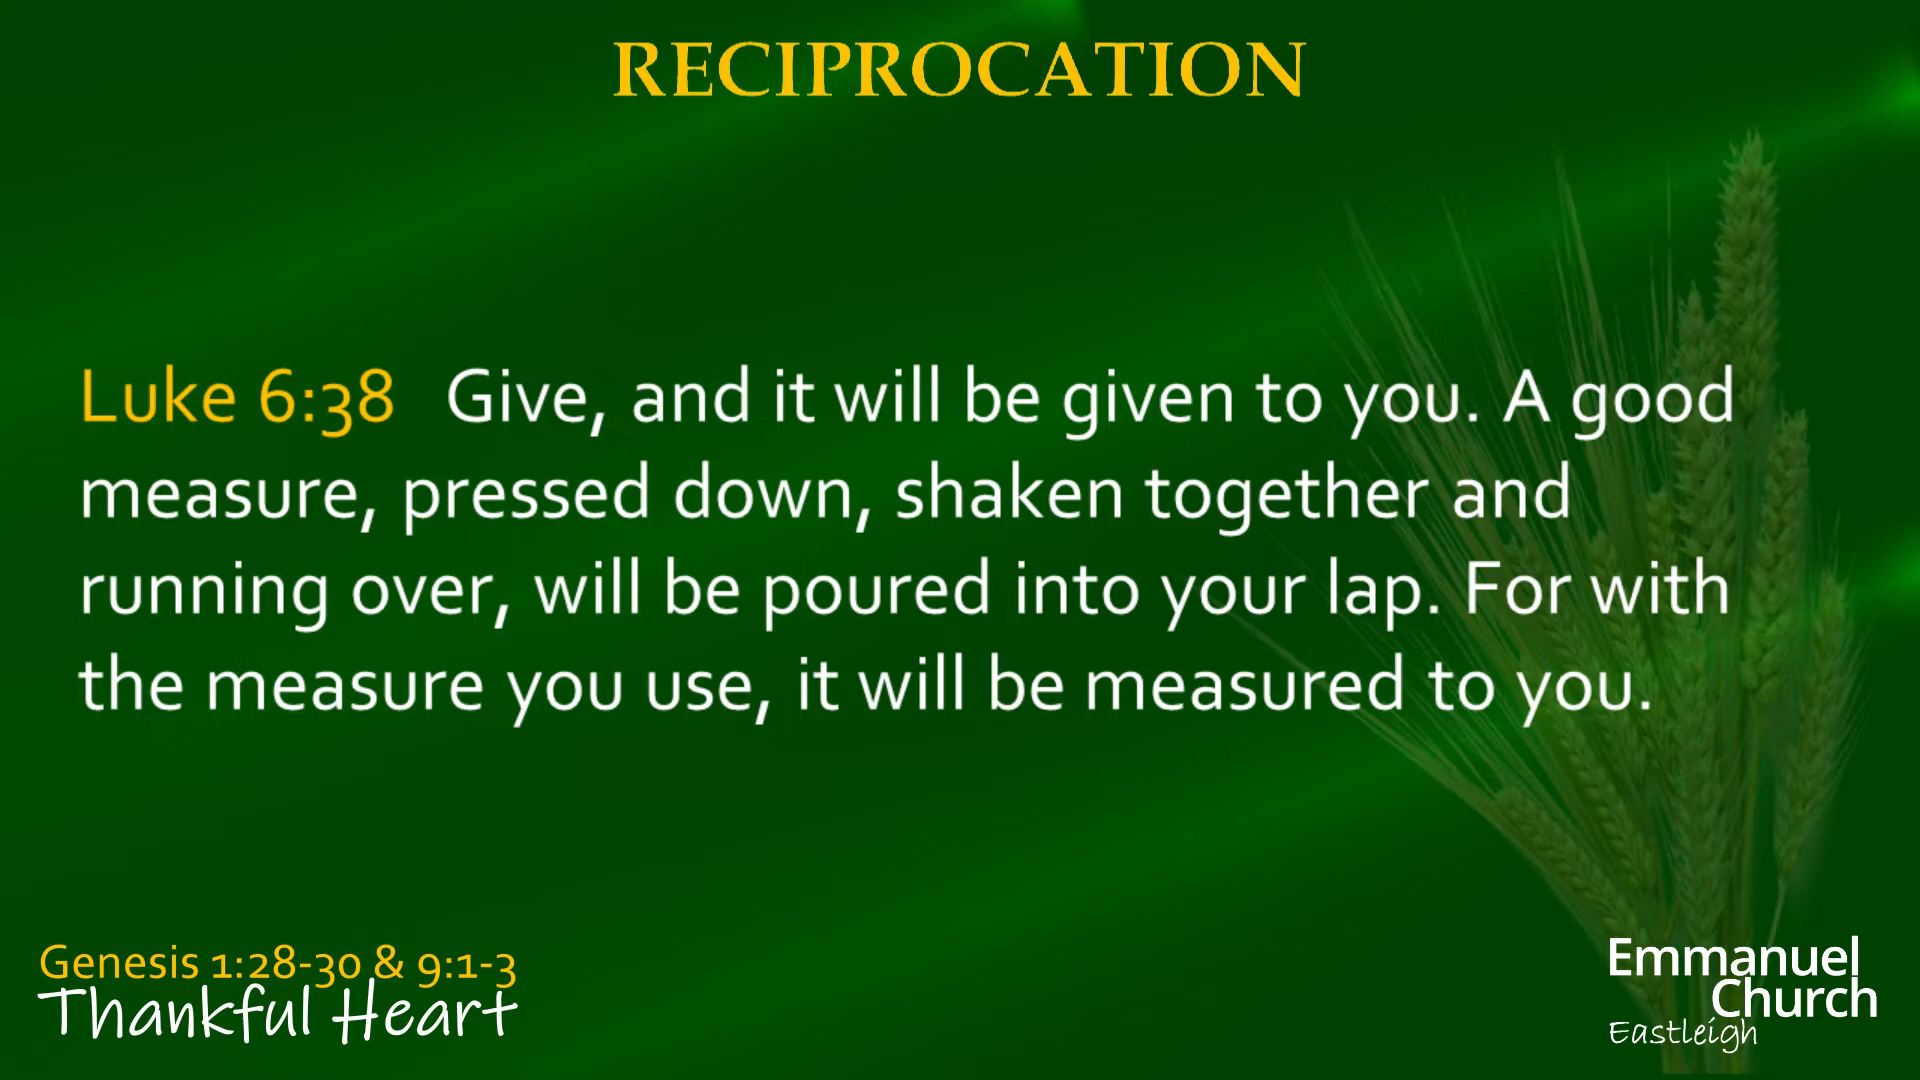 RECIPROCATION
Luke 6:38 Give, and it will be given to you. A good
measure, pressed down, shaken together and
running over, will be poured into your lap. For with
the measure you use, it will be measured to you.
Genesis 1:28-30 & 9:1-3
Thankful Heart
Emmanuel
Church
Eastleigh